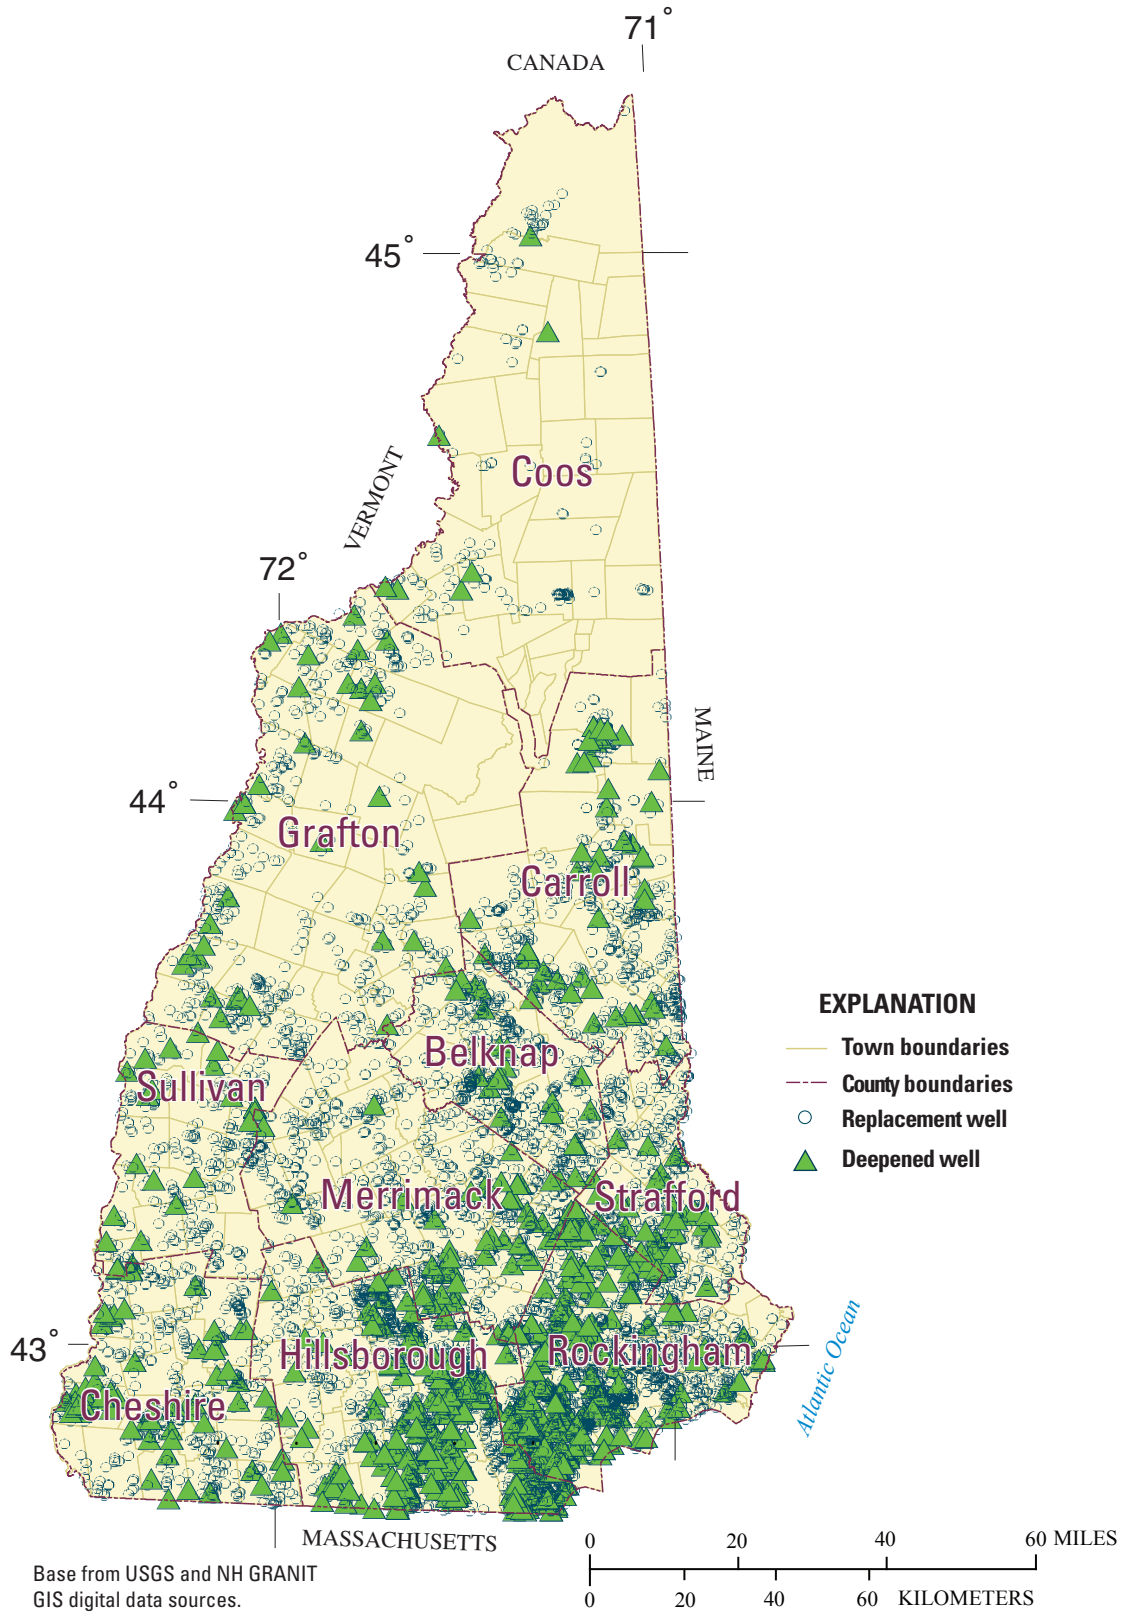 71°
CANADA
45°
VERMONT
Coos
72°
MAINE
44°
Grafton
Carroll
EXPLANATION
Town boundaries
County boundaries
Replacement well
Deepened well
Belknap
Sullivan
Merrimack
Strafford
43°
Hillsborough
Rockingham
Cheshire
Atlantic Ocean
MASSACHUSETTS
0 20 40 60 MILES
0 20 40 60 KILOMETERS
Base from USGS and NH GRANIT
GIS digital data sources.